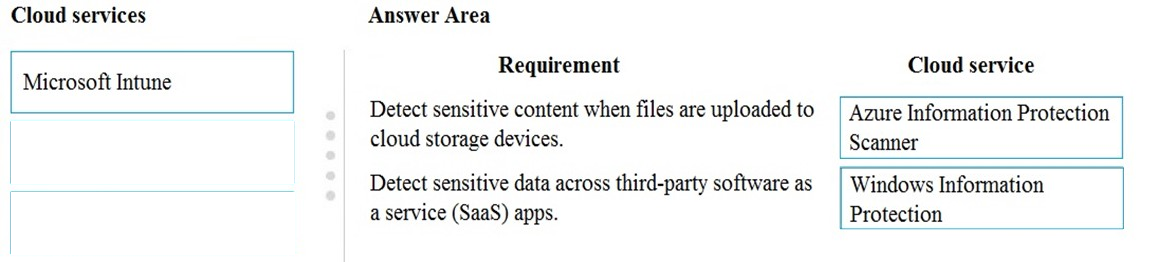 Cloud services
Answer Area
Microsoft Intune
Requirement
Cloud service
Detect sensitive content when files are uploaded to
cloud storage devices.
Azure Information Protection
Scanner
Detect sensitive data across third-party software as
a service (SaaS) apps.
Windows Information
Protection